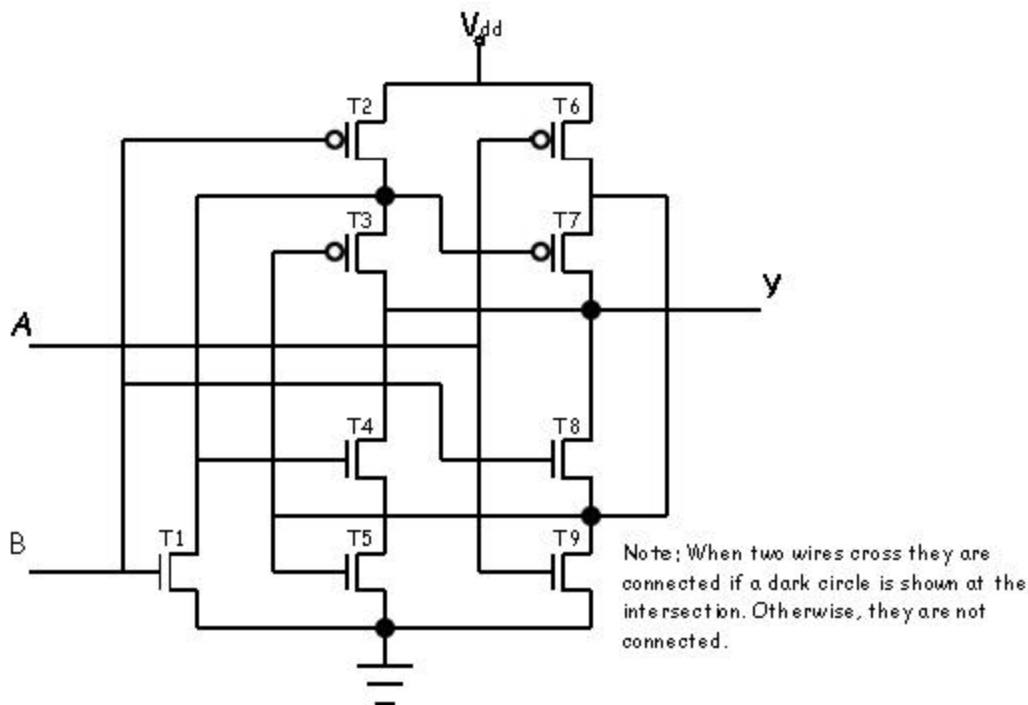 Vdd
T2
T6
T3
T7
y
A
T4
T8
B
T1
T5
T9
Note: When two wires cross they are
connected if a dark circle is shown at the
intersection. Otherwise, they are not
connected.